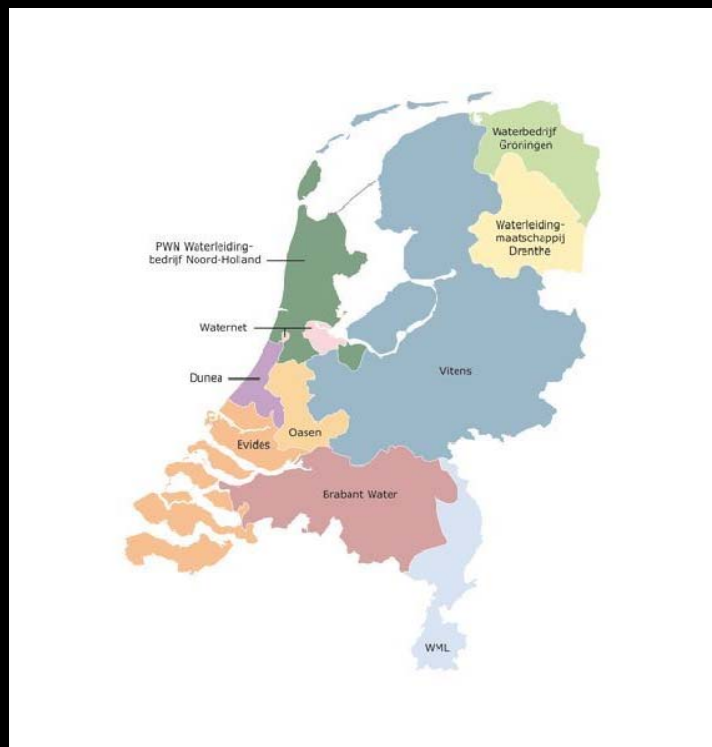 Waterbedrijf
Groningen
Waterleiding-
maatschappij
Drenthe
PWN Waterleiding-
bedrijf Noord-Holland
Waternet
Dunea
Vitens
Oasen
Evides
Brabant Water
WML